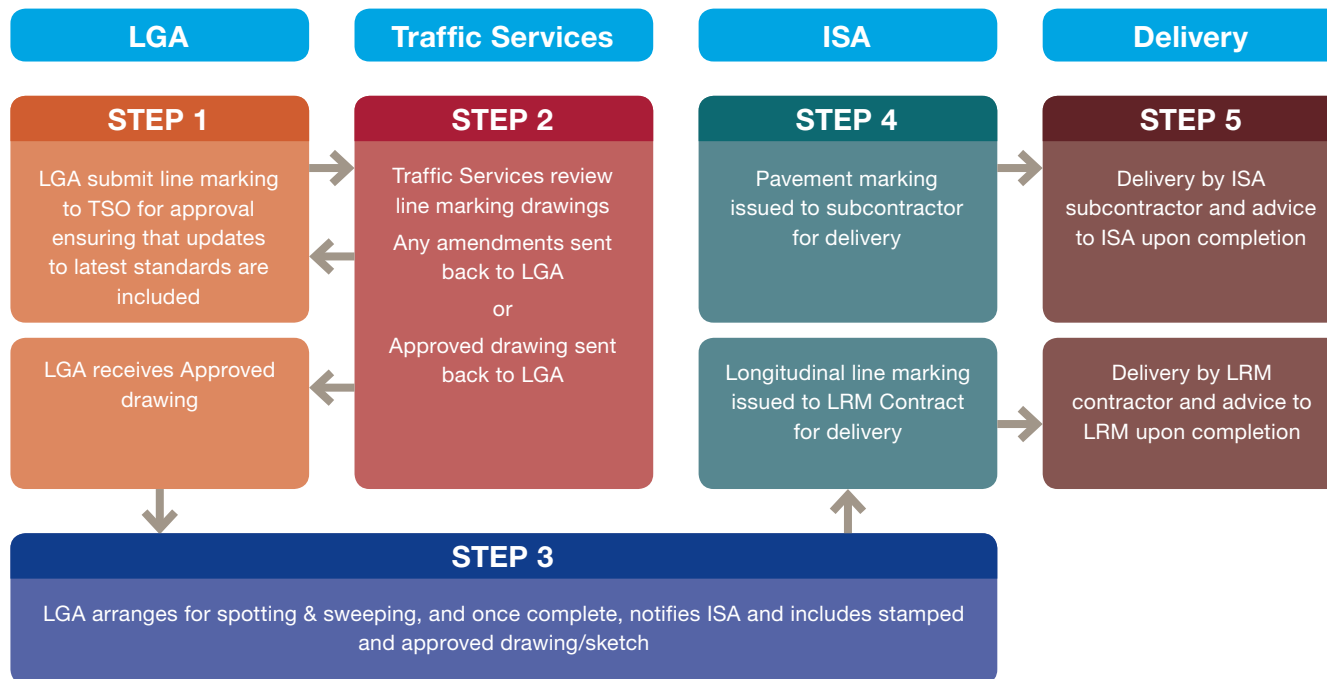 LGA
Traffic Services
ISA
Delivery
STEP 1
LGA submit line marking
to TSO for approval
ensuring that updates
to latest standards are
included
LGA receives Approved
drawing
STEP 2
Traffic Services review
line marking drawings
Any amendments sent
back to LGA
or
Approved drawing sent
back to LGA
STEP 3
LGA arranges for spotting & sweeping, and once complete, notifies ISA and includes stamped
and approved drawing/sketch
STEP 4
Pavement marking
issued to subcontractor
for delivery
Longitudinal line marking
issued to LRM Contract
for delivery
STEP 5
Delivery by ISA
subcontractor and advice
to ISA upon completion
Delivery by LRM
contractor and advice to
LRM upon completion